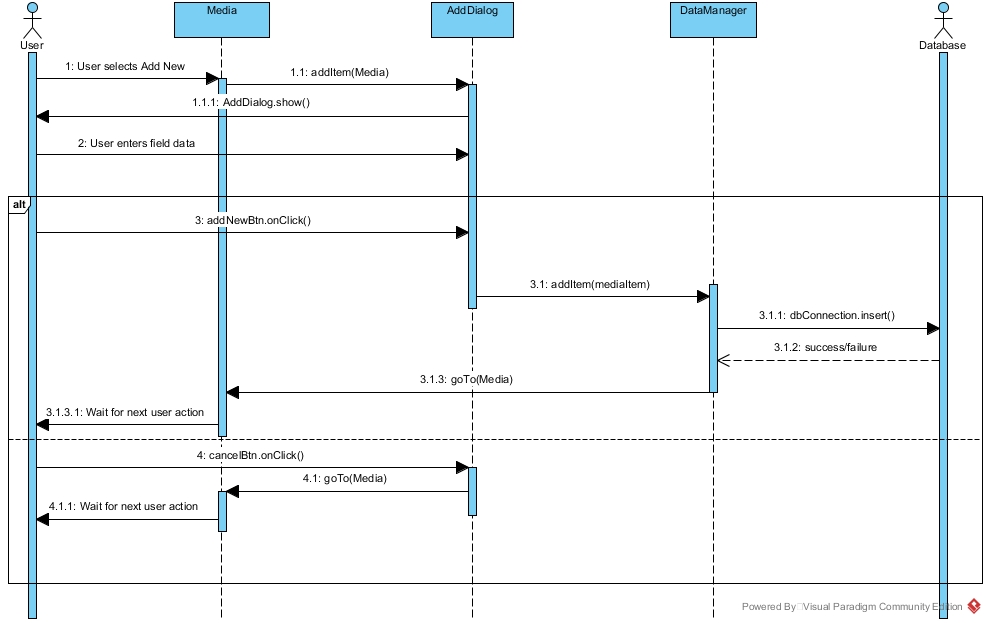 Media
AddDialog
DataManager
User
Database
1: User selects Add New
1.1: addItem(Media)
1.1.1: AddDialog.show()
2: User enters field data
alt
3: addNewBtn.onClick()
3.1: addItem(mediaItem)
3.1.1: dbConnection.insert()
3.1.2: success/failure
3.1.3: goTo(Media)
3.1.3.1: Wait for next user action
4: cancelBtn.onClick()
4.1: goTo(Media)
4.1.1: Wait for next user action
Powered By Visual Paradigm Community Edition